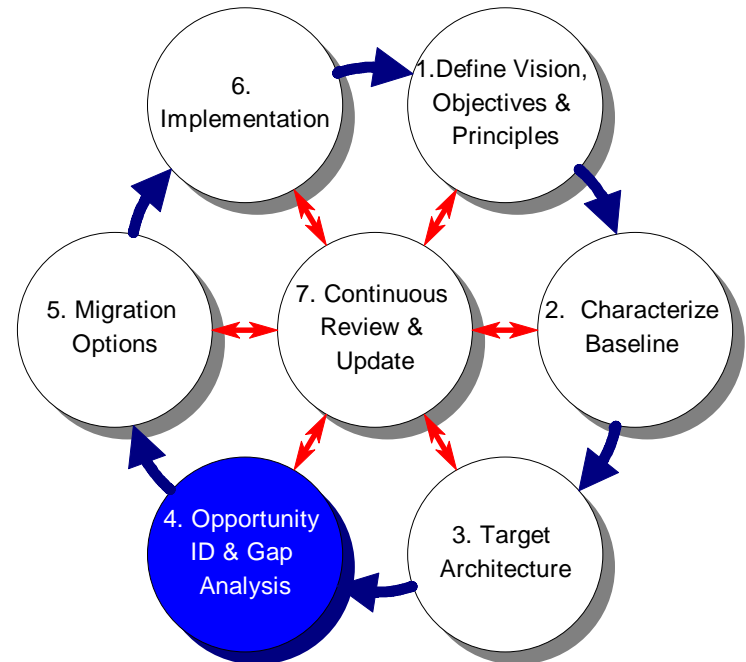 1.Define Vision,
Objectives &
Principles
2. Characterize
Baseline
3. Target
Architecture
4. Opportunity
ID & Gap
Analysis
5. Migration
Options
6.
Implementation
7. Continuous
Review &
Update